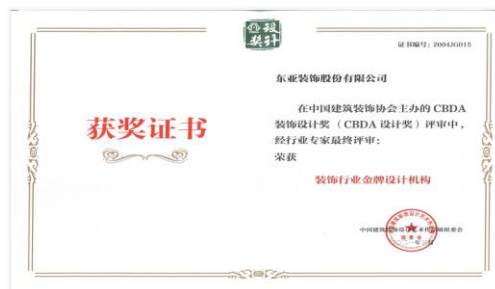 设计奖
证书编号：2004JG015
东亚装饰股份有限公司
在中国建筑装饰协会主办的 CBDA
装饰设计奖（CBDA 设计奖）评审中，
经行业专家最终评审：
荣获
获奖证书
装饰行业金牌设计机构